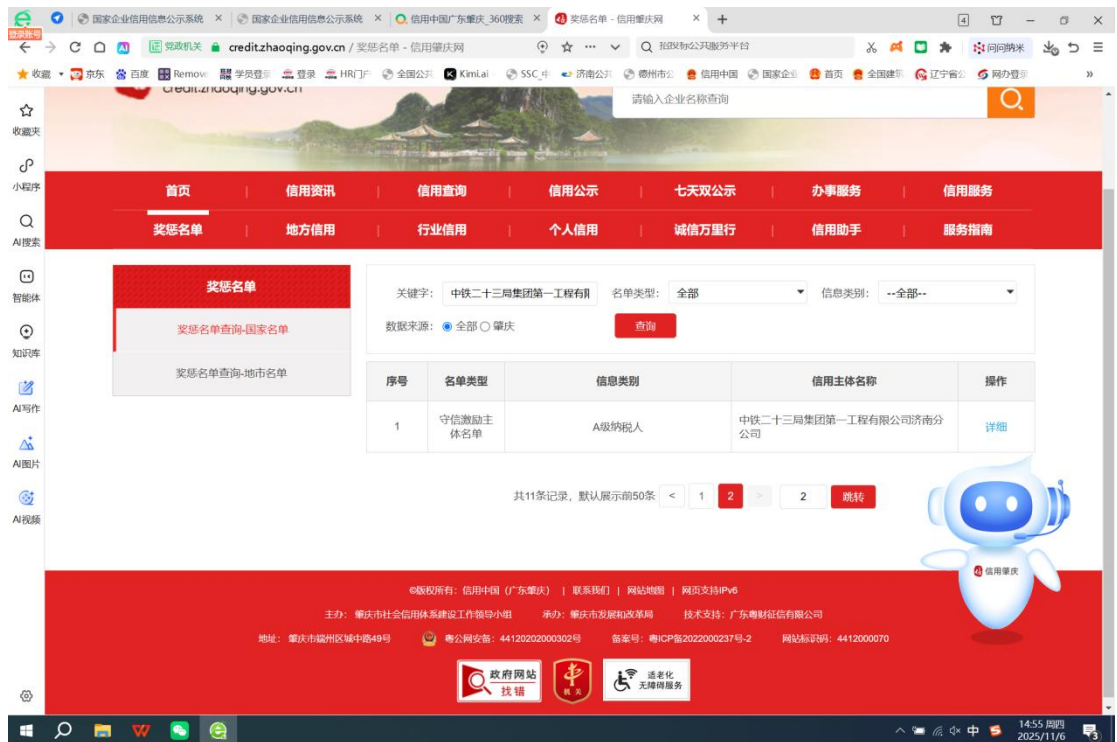 国家企业信用信息公示系统 × 国家企业信用信息公示系统 × 信用中国广东肇庆_360搜索 × 奖惩名单 - 信用肇庆网 × + 4
登录账号
党政机关 credit.zhaoqing.gov.cn / 奖惩名单 - 信用肇庆网 招投标公共服务平台 问问纳米
收藏 京东 百度 Remov 学员登录 登录 HR门户 全国公共 Kimi.ai SSC_中 济南公共 德州市公 信用中国 国家企业 首页 全国建筑 辽宁省公 网办登录 »
收藏夹
小程序
AI搜索
智能体
知识库
AI写作
AI图片
AI视频
credit.zhaoqing.gov.cn
请输入企业名称查询
首页 | 信用资讯 | 信用查询 | 信用公示 | 七天双公示 | 办事服务 | 信用服务
奖惩名单 | 地方信用 | 行业信用 | 个人信用 | 诚信万里行 | 信用助手 | 服务指南
奖惩名单
奖惩名单查询-国家名单
奖惩名单查询-地市名单
关键字: 中铁二十三局集团第一工程有限 名单类型: 全部 信息类别: --全部--
数据来源: 全部 肇庆 查询
序号 名单类型 信息类别 信用主体名称 操作
1 守信激励主体名单 A级纳税人 中铁二十三局集团第一工程有限公司济南分公司 详细
共11条记录，默认展示前50条 < 1 2 > 2 跳转
信用肇庆
©版权所有：信用中国（广东肇庆） | 联系我们 | 网站地图 | 网页支持IPv6
主办：肇庆市社会信用体系建设工作领导小组 承办：肇庆市发展和改革局 技术支持：广东粤财征信有限公司
地址：肇庆市端州区城中路49号 粤公网安备：44120202000302号 备案号：粤ICP备2022000237号-2 网站标识码：4412000070
政府网站
找错
机关
适老化
无障碍服务
中 14:55 周四
2025/11/6